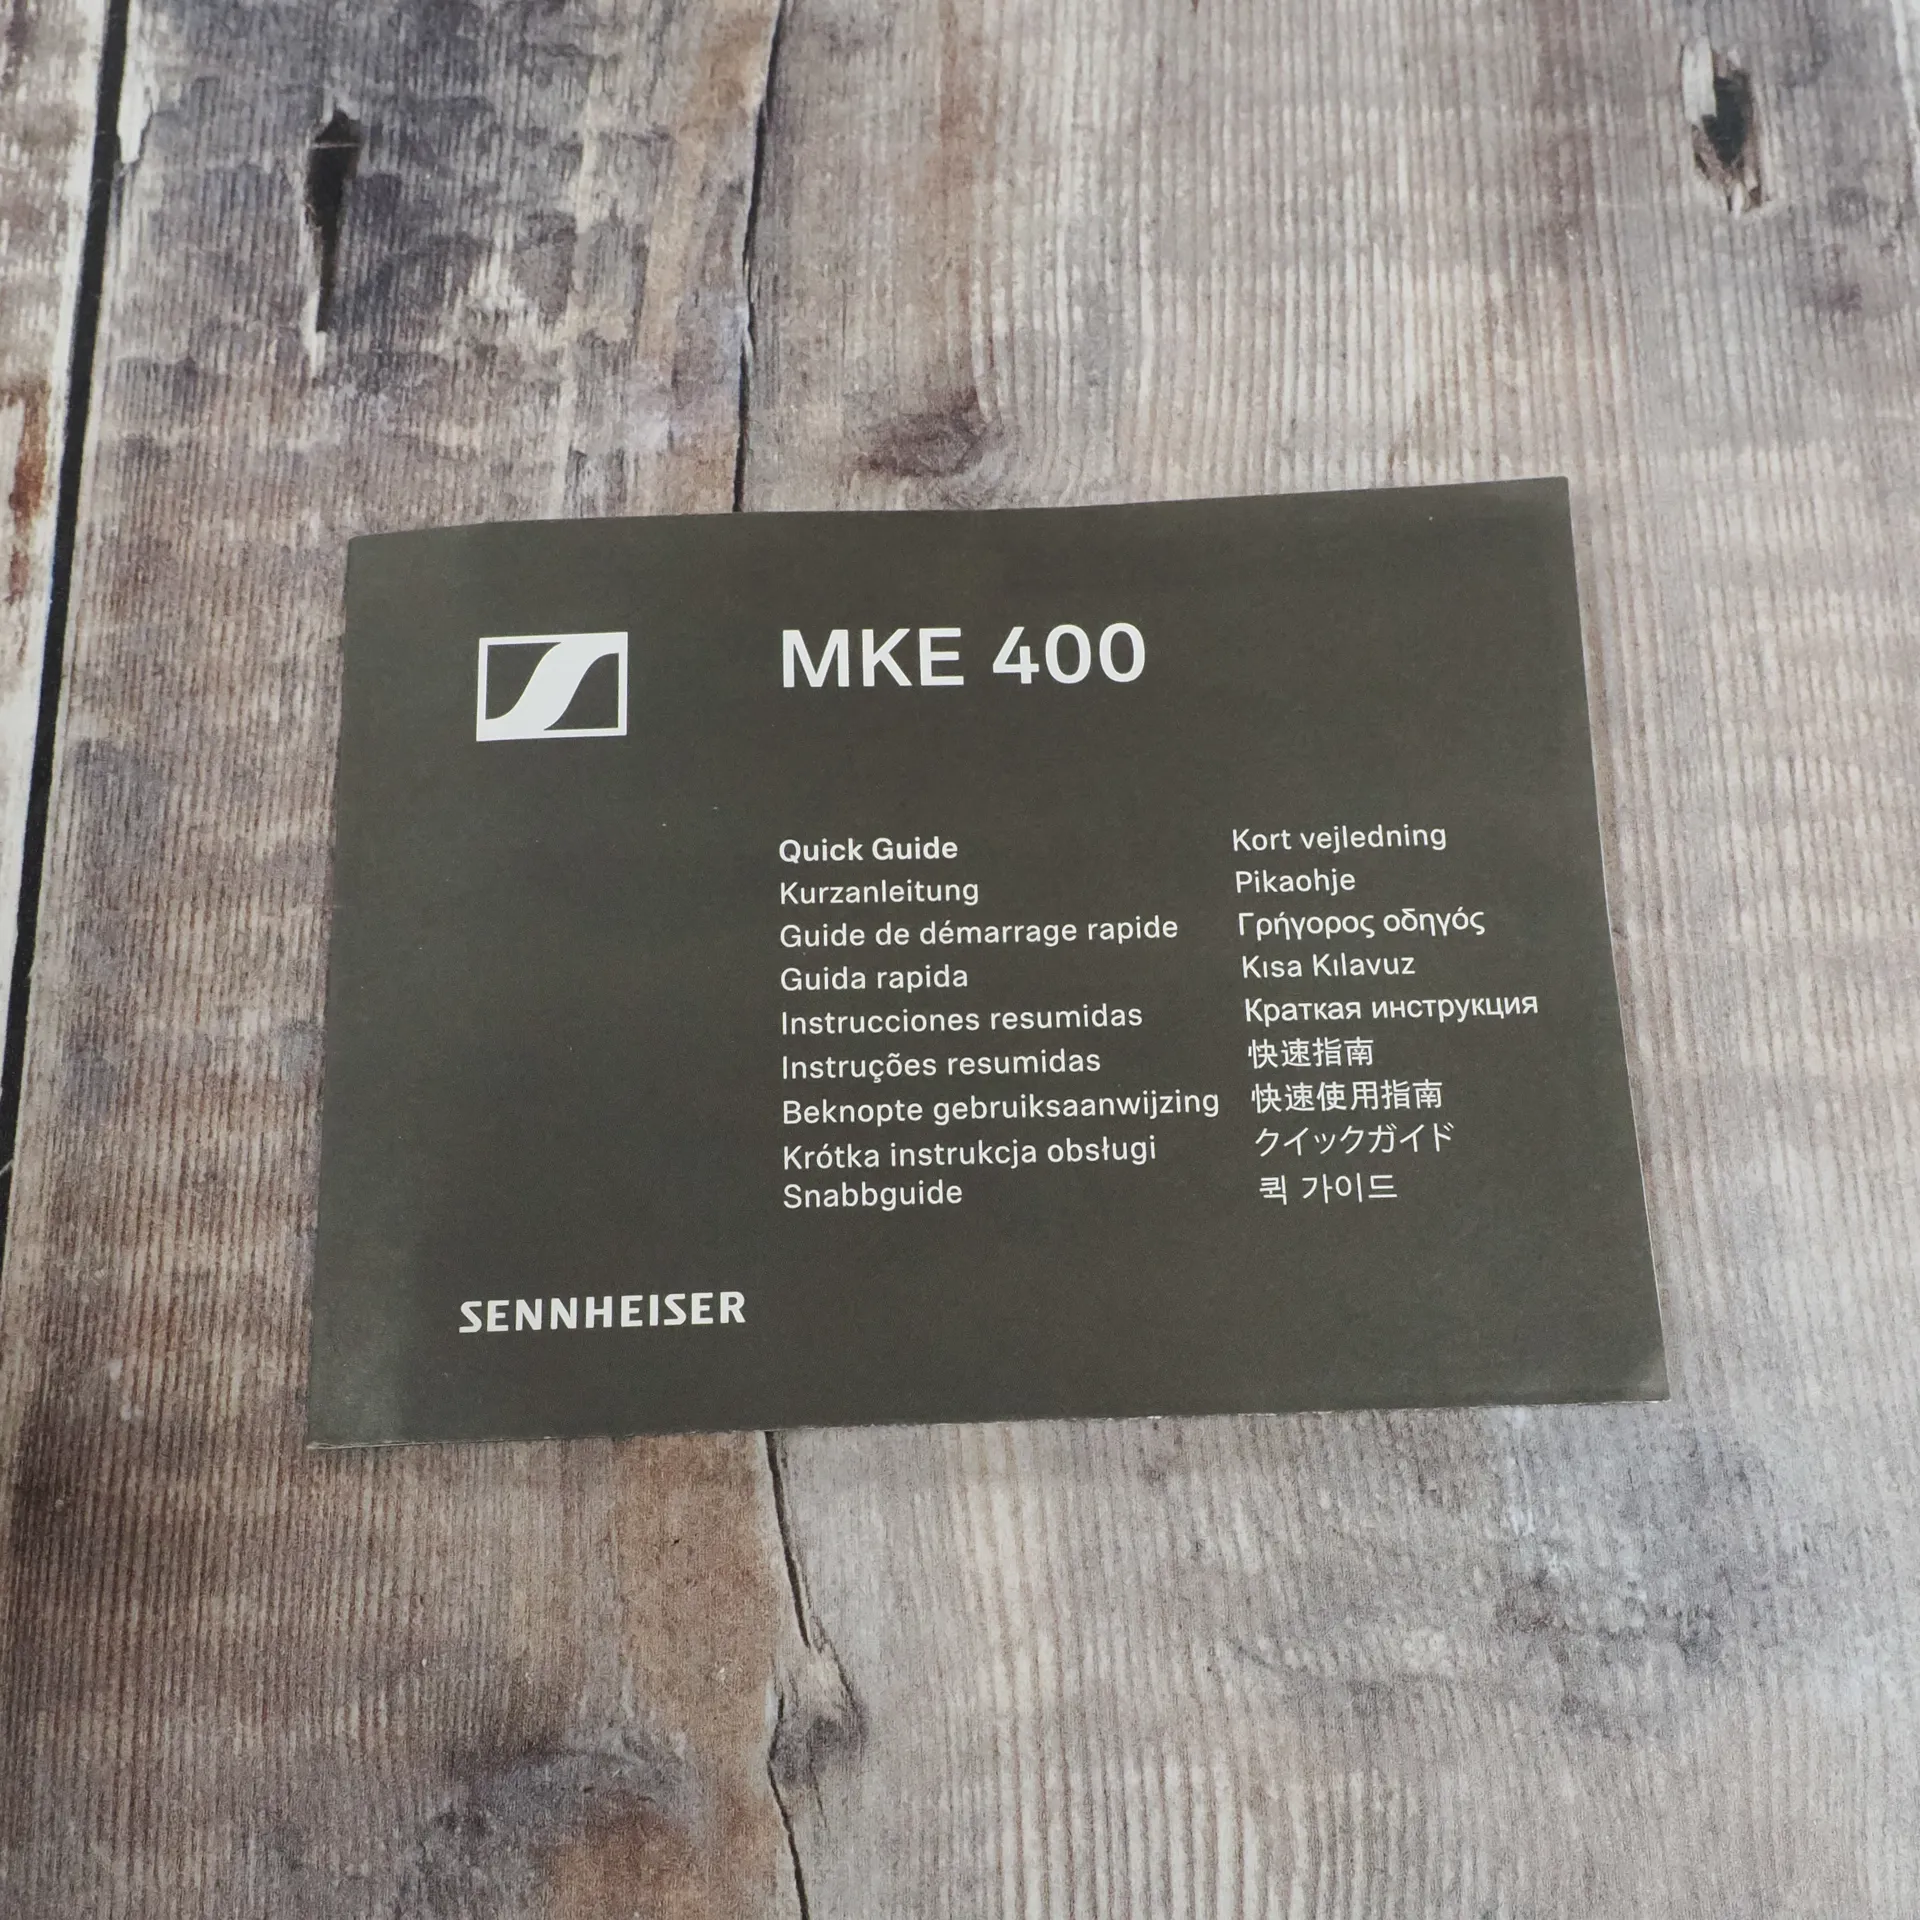 MKE 400
Quick Guide
Kurzanleitung
Guide de démarrage rapide
Guida rapida
Instrucciones resumidas
Instruções resumidas
Beknopte gebruiksaanwijzing
Krótka instrukcja obsługi
Snabbguide
Kort vejledning
Pikaohje
Γρήγορος οδηγός
Kısa Kılavuz
Краткая инструкция
快速指南
快速使用指南
クイックガイド
퀵 가이드
SENNHEISER